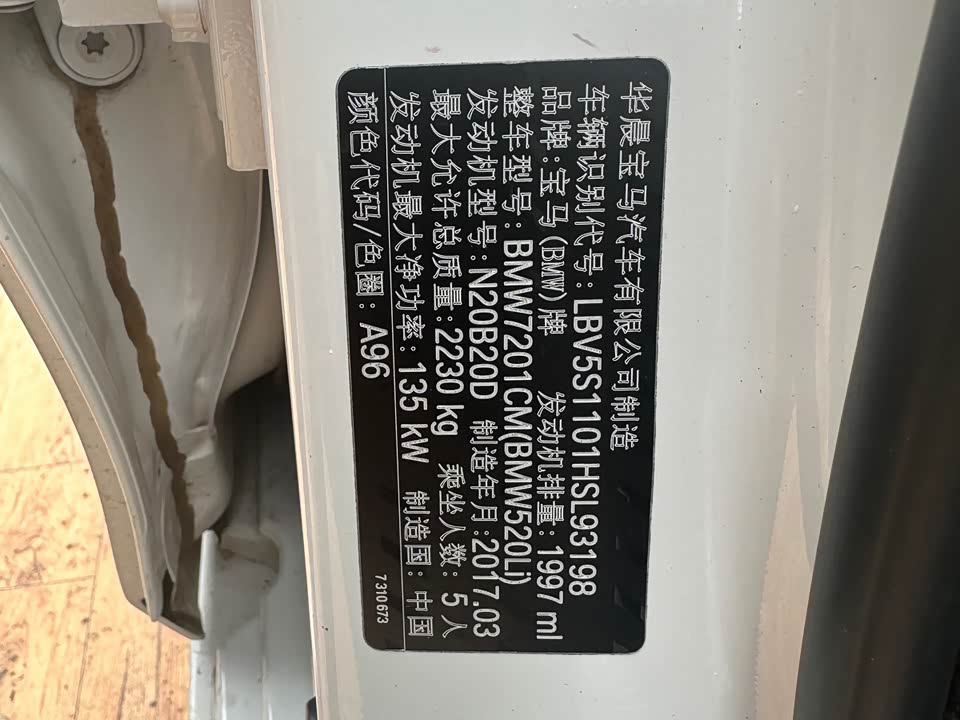 华晨宝马汽车有限公司制造
车辆识别代号：LBV5S1101HSL93198
品牌：宝马(BMW)牌 发动机排量：1997 ml
整车型号：BMW7201CM(BMW520Li)
发动机型号：N20B20D 制造年月：2017.03
最大允许总质量：2230 kg 乘坐人数：5 人
发动机最大净功率：135 kW 制造国：中国
颜色代码/色圈：A96
7310673